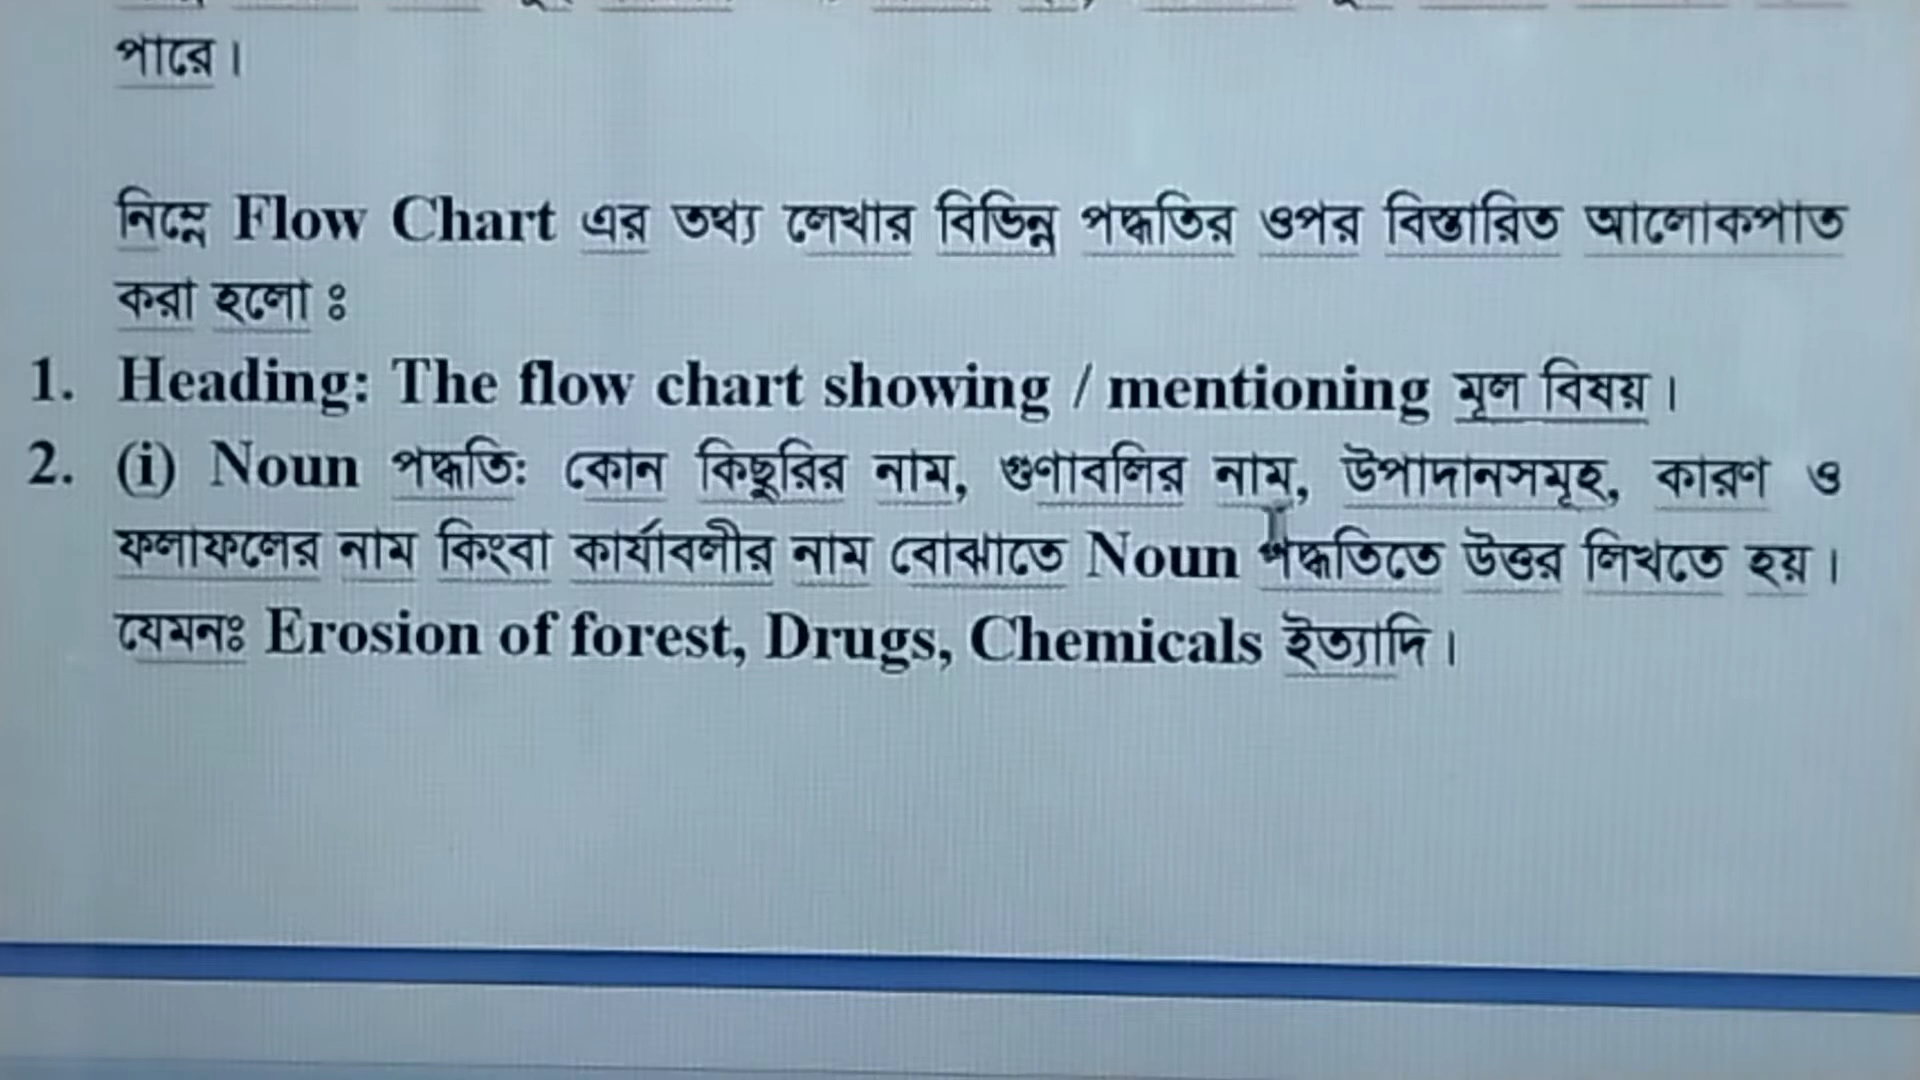 পারে।
নিম্নে Flow Chart এর তথ্য লেখার বিভিন্ন পদ্ধতির ওপর বিস্তারিত আলোকপাত
করা হলো ঃ
1. Heading: The flow chart showing / mentioning মূল বিষয়।
2. (i) Noun পদ্ধতি: কোন কিছুরির নাম, গুণাবলির নাম, উপাদানসমূহ, কারণ ও
ফলাফলের নাম কিংবা কার্যাবলীর নাম বোঝাতে Noun পদ্ধতিতে উত্তর লিখতে হয়।
যেমনঃ Erosion of forest, Drugs, Chemicals ইত্যাদি।